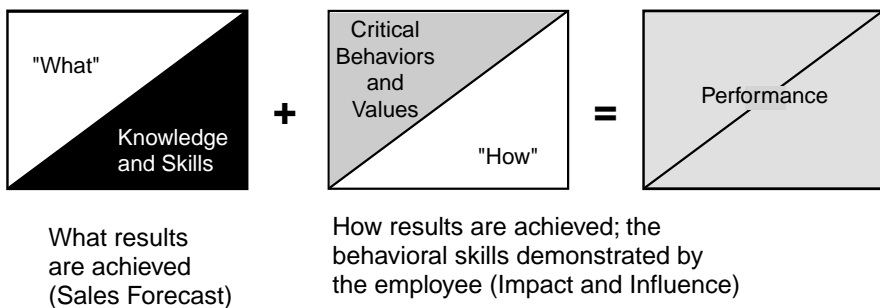 "What"
Knowledge
and Skills
+
Critical
Behaviors
and
Values
"How"
=
Performance
What results
are achieved
(Sales Forecast)
How results are achieved; the
behavioral skills demonstrated by
the employee (Impact and Influence)